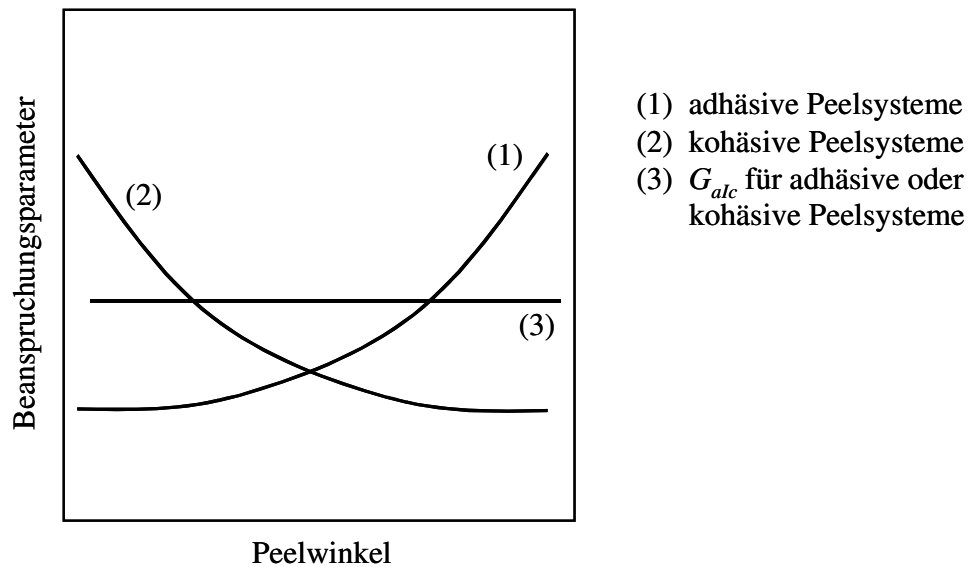 Beanspruchungsparameter
(1)
(2)
(3)
Peelwinkel
(1) adhäsive Peelsysteme
(2) kohäsive Peelsysteme
(3) G_aIc für adhäsive oder
kohäsive Peelsysteme